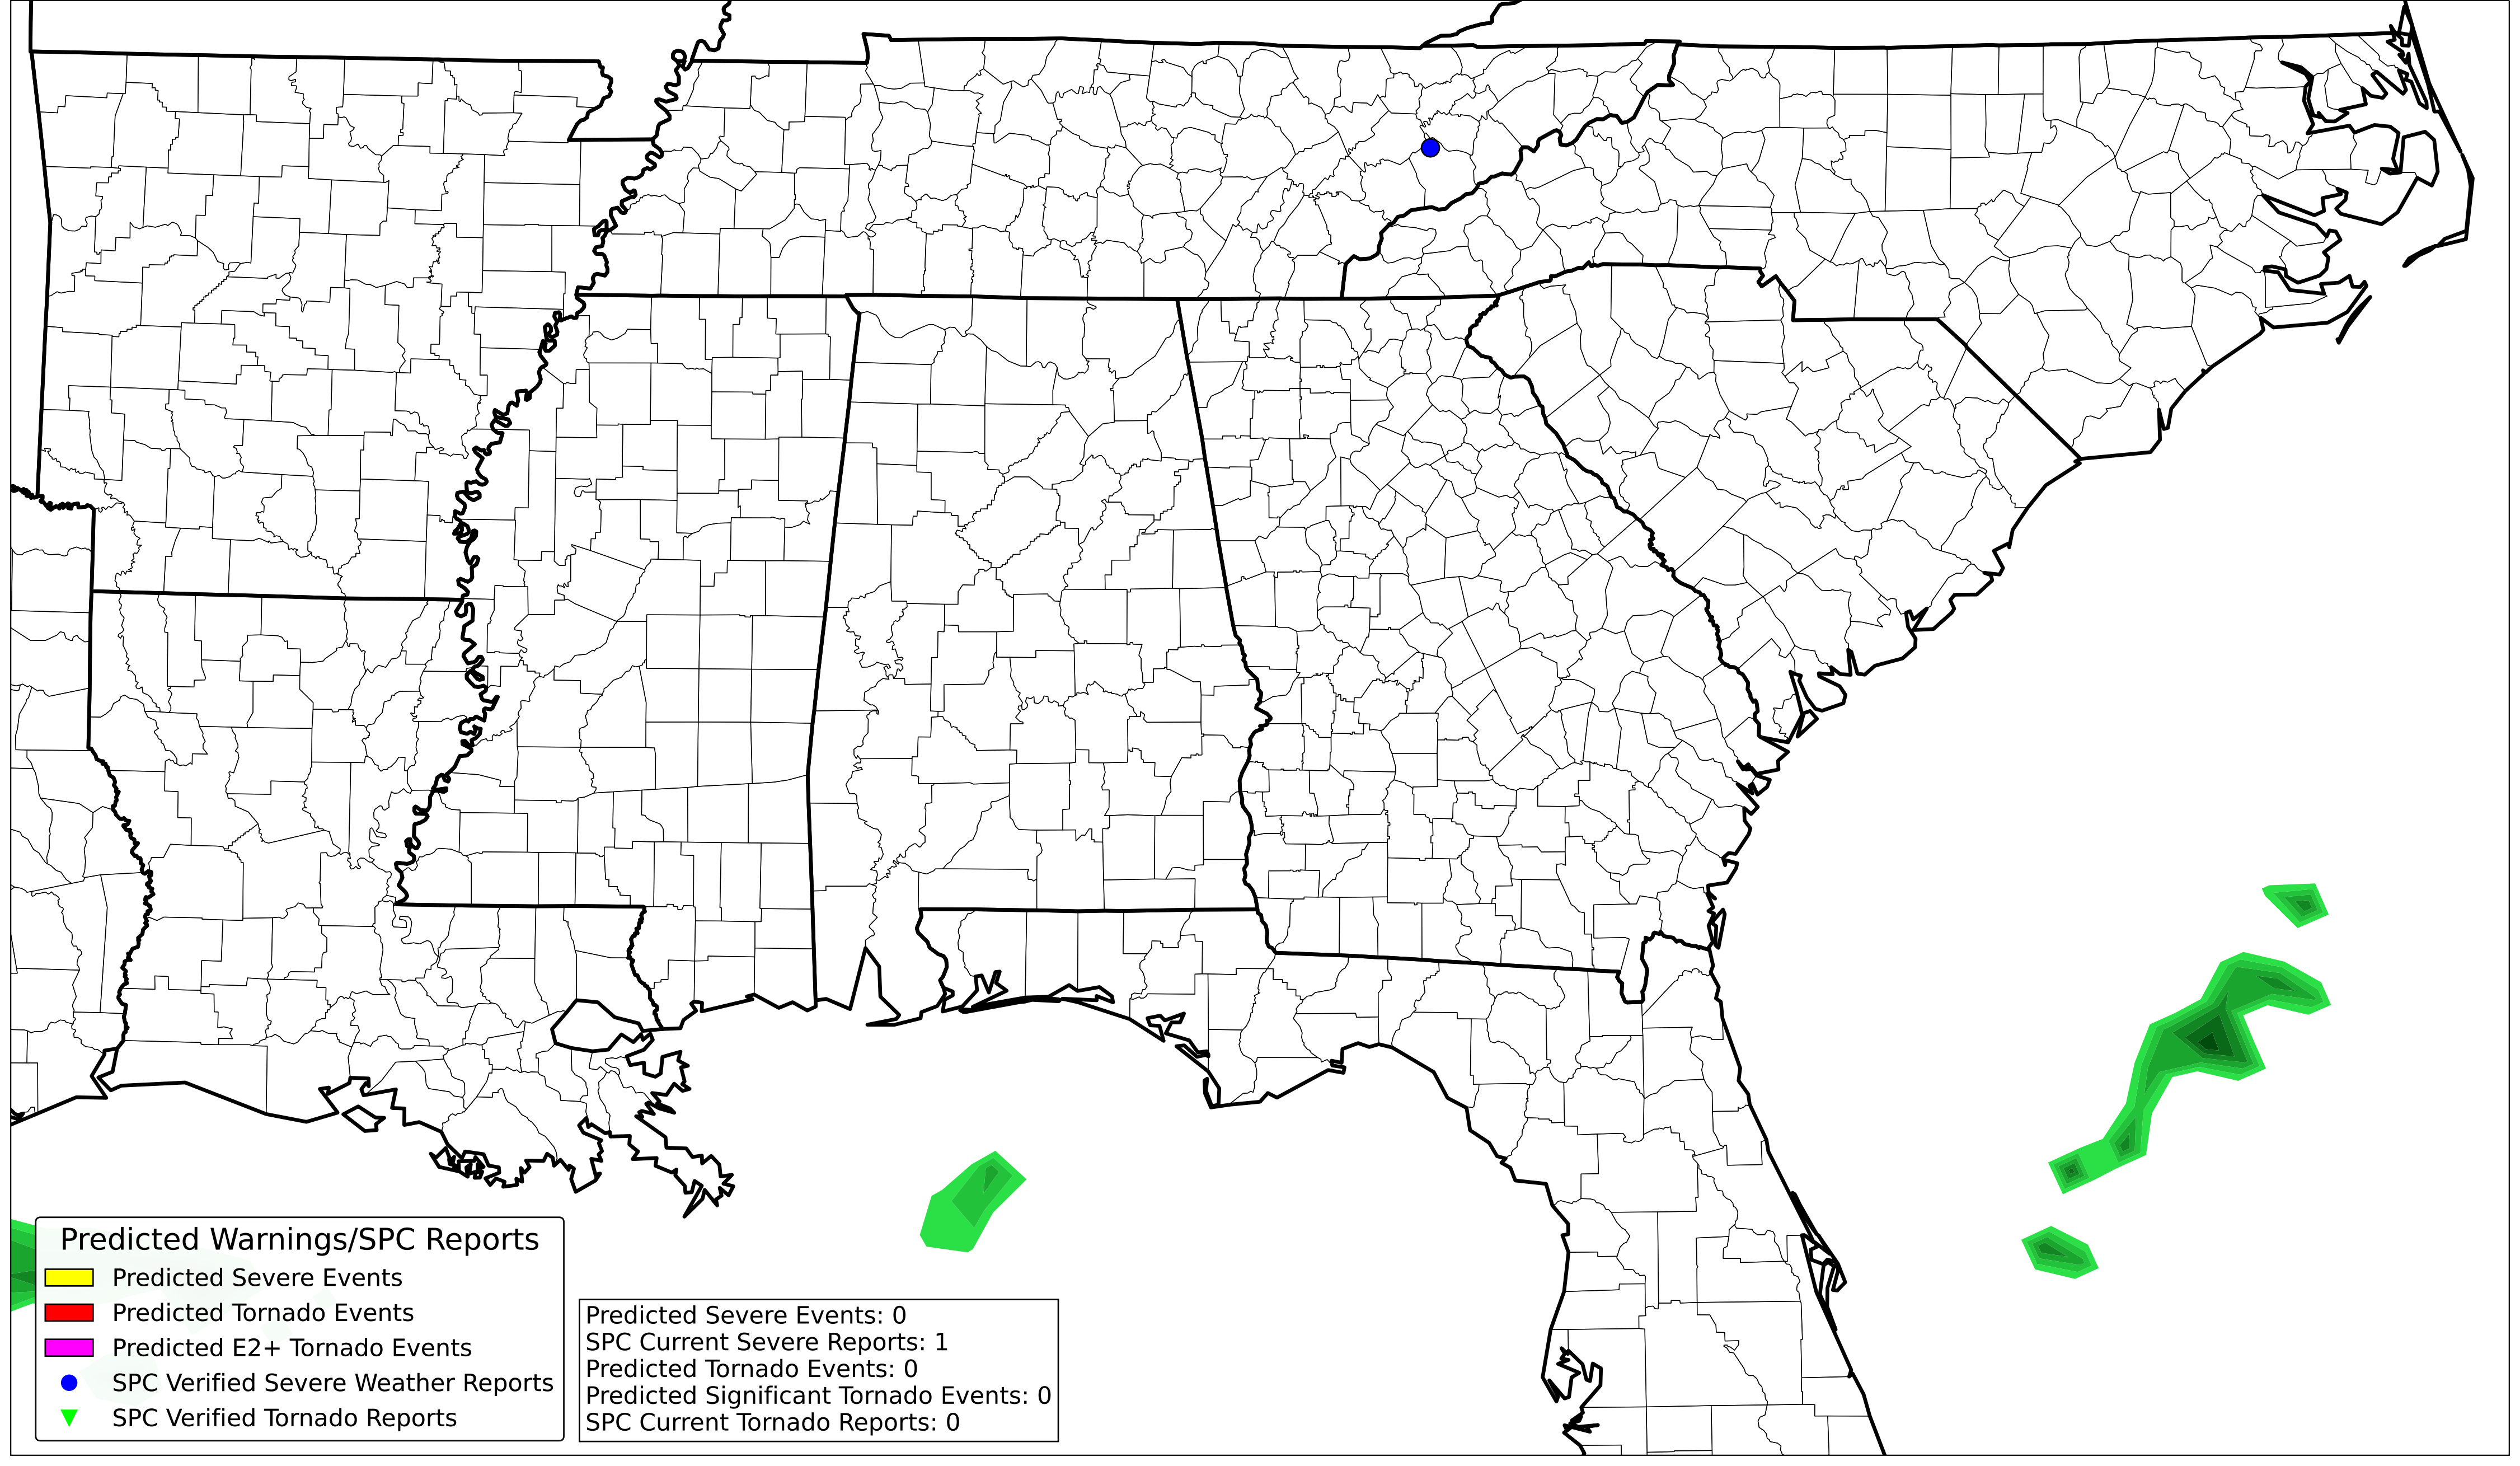 Predicted Warnings/SPC Reports
Predicted Severe Events
Predicted Tornado Events
Predicted E2+ Tornado Events
SPC Verified Severe Weather Reports
SPC Verified Tornado Reports
Predicted Severe Events: 0
SPC Current Severe Reports: 1
Predicted Tornado Events: 0
Predicted Significant Tornado Events: 0
SPC Current Tornado Reports: 0